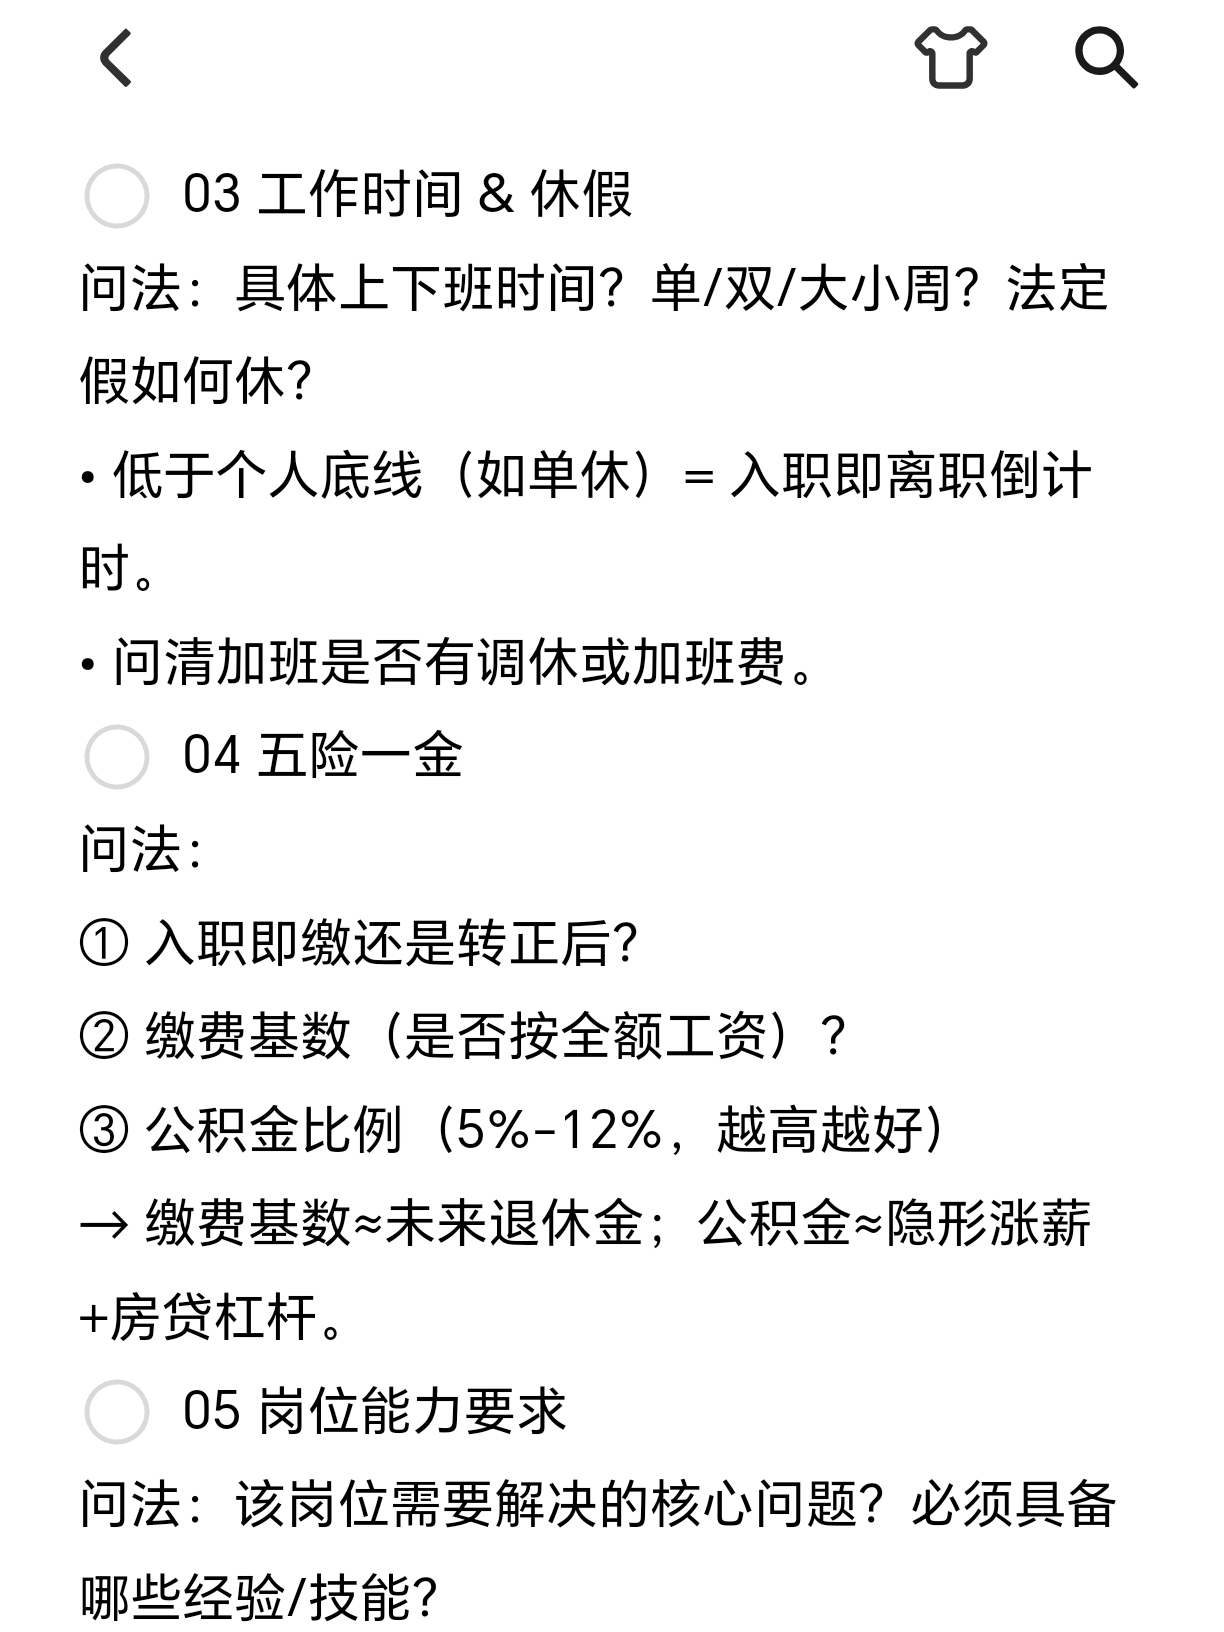 03 工作时间 & 休假
问法：具体上下班时间？单/双/大小周？法定
假如何休？
• 低于个人底线（如单休）= 入职即离职倒计
时。
• 问清加班是否有调休或加班费。
04 五险一金
问法：
① 入职即缴还是转正后？
② 缴费基数（是否按全额工资）？
③ 公积金比例（5%-12%，越高越好）
→ 缴费基数≈未来退休金；公积金≈隐形涨薪
+房贷杠杆。
05 岗位能力要求
问法：该岗位需要解决的核心问题？必须具备
哪些经验/技能？